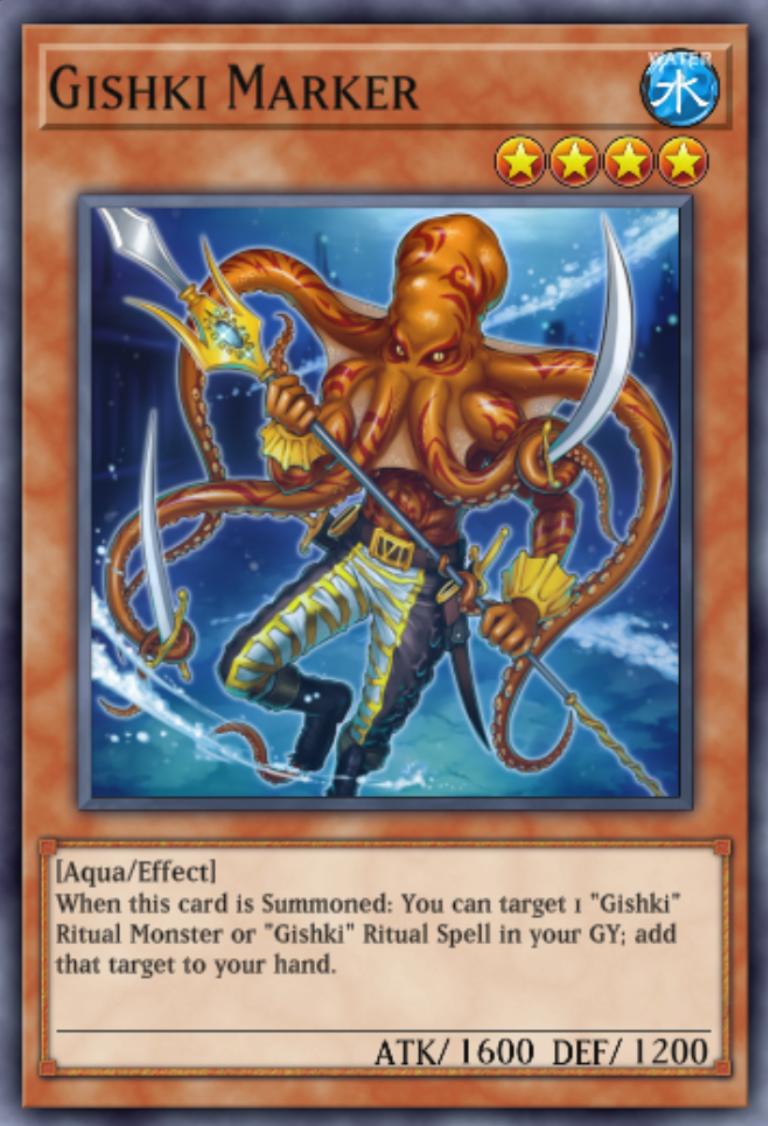 Gishki Marker
WATER
水
[Aqua/Effect]
When this card is Summoned: You can target 1 "Gishki"
Ritual Monster or "Gishki" Ritual Spell in your GY; add
that target to your hand.
ATK/ 1600 DEF/ 1200